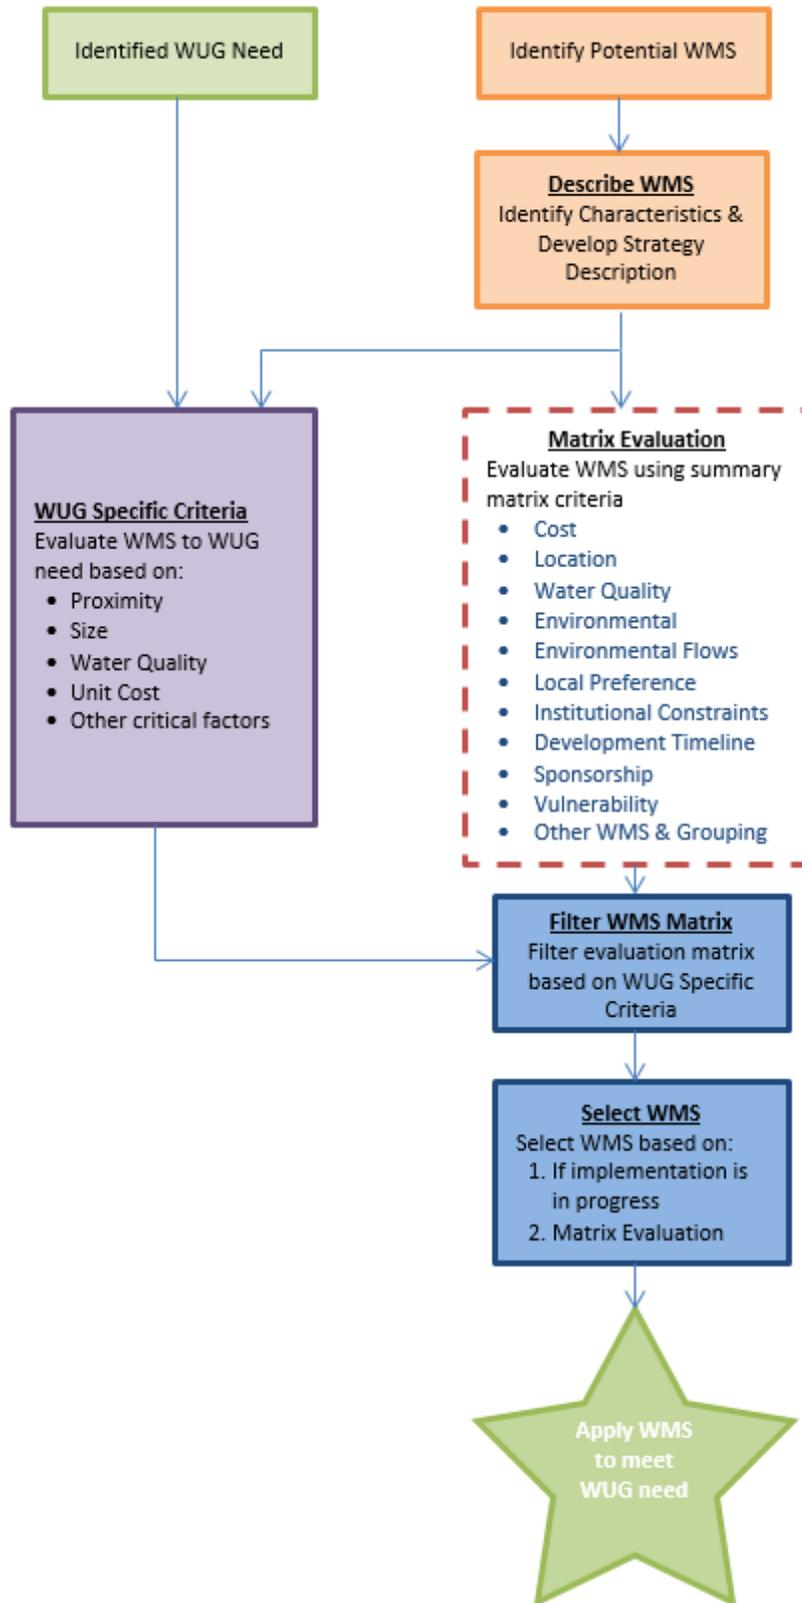 Identified WUG Need
Identify Potential WMS
Describe WMS
Identify Characteristics &
Develop Strategy
Description
WUG Specific Criteria
Evaluate WMS to WUG
need based on:
• Proximity
• Size
• Water Quality
• Unit Cost
• Other critical factors
Matrix Evaluation
Evaluate WMS using summary
matrix criteria
• Cost
• Location
• Water Quality
• Environmental
• Environmental Flows
• Local Preference
• Institutional Constraints
• Development Timeline
• Sponsorship
• Vulnerability
• Other WMS & Grouping
Filter WMS Matrix
Filter evaluation matrix
based on WUG Specific
Criteria
Select WMS
Select WMS based on:
1. If implementation is
in progress
2. Matrix Evaluation
Apply WMS
to meet
WUG need